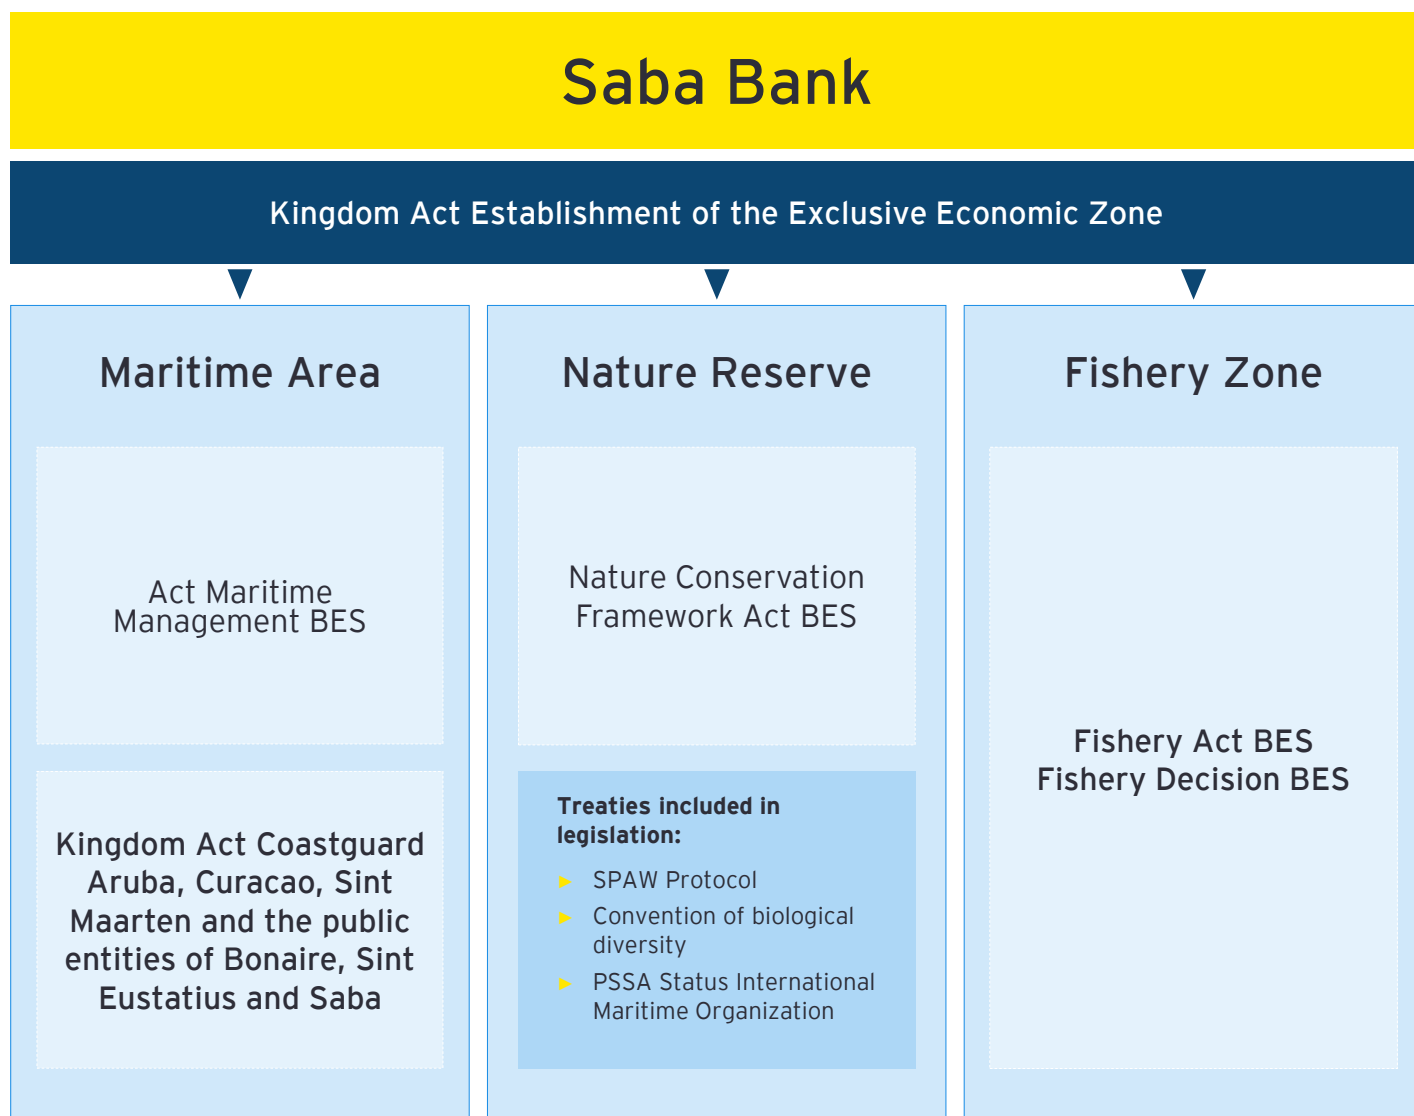 Saba Bank
Kingdom Act Establishment of the Exclusive Economic Zone
Maritime Area
Act Maritime
Management BES
Kingdom Act Coastguard
Aruba, Curacao, Sint
Maarten and the public
entities of Bonaire, Sint
Eustatius and Saba
Nature Reserve
Nature Conservation
Framework Act BES
Treaties included in
legislation:
► SPAW Protocol
► Convention of biological
diversity
► PSSA Status International
Maritime Organization
Fishery Zone
Fishery Act BES
Fishery Decision BES